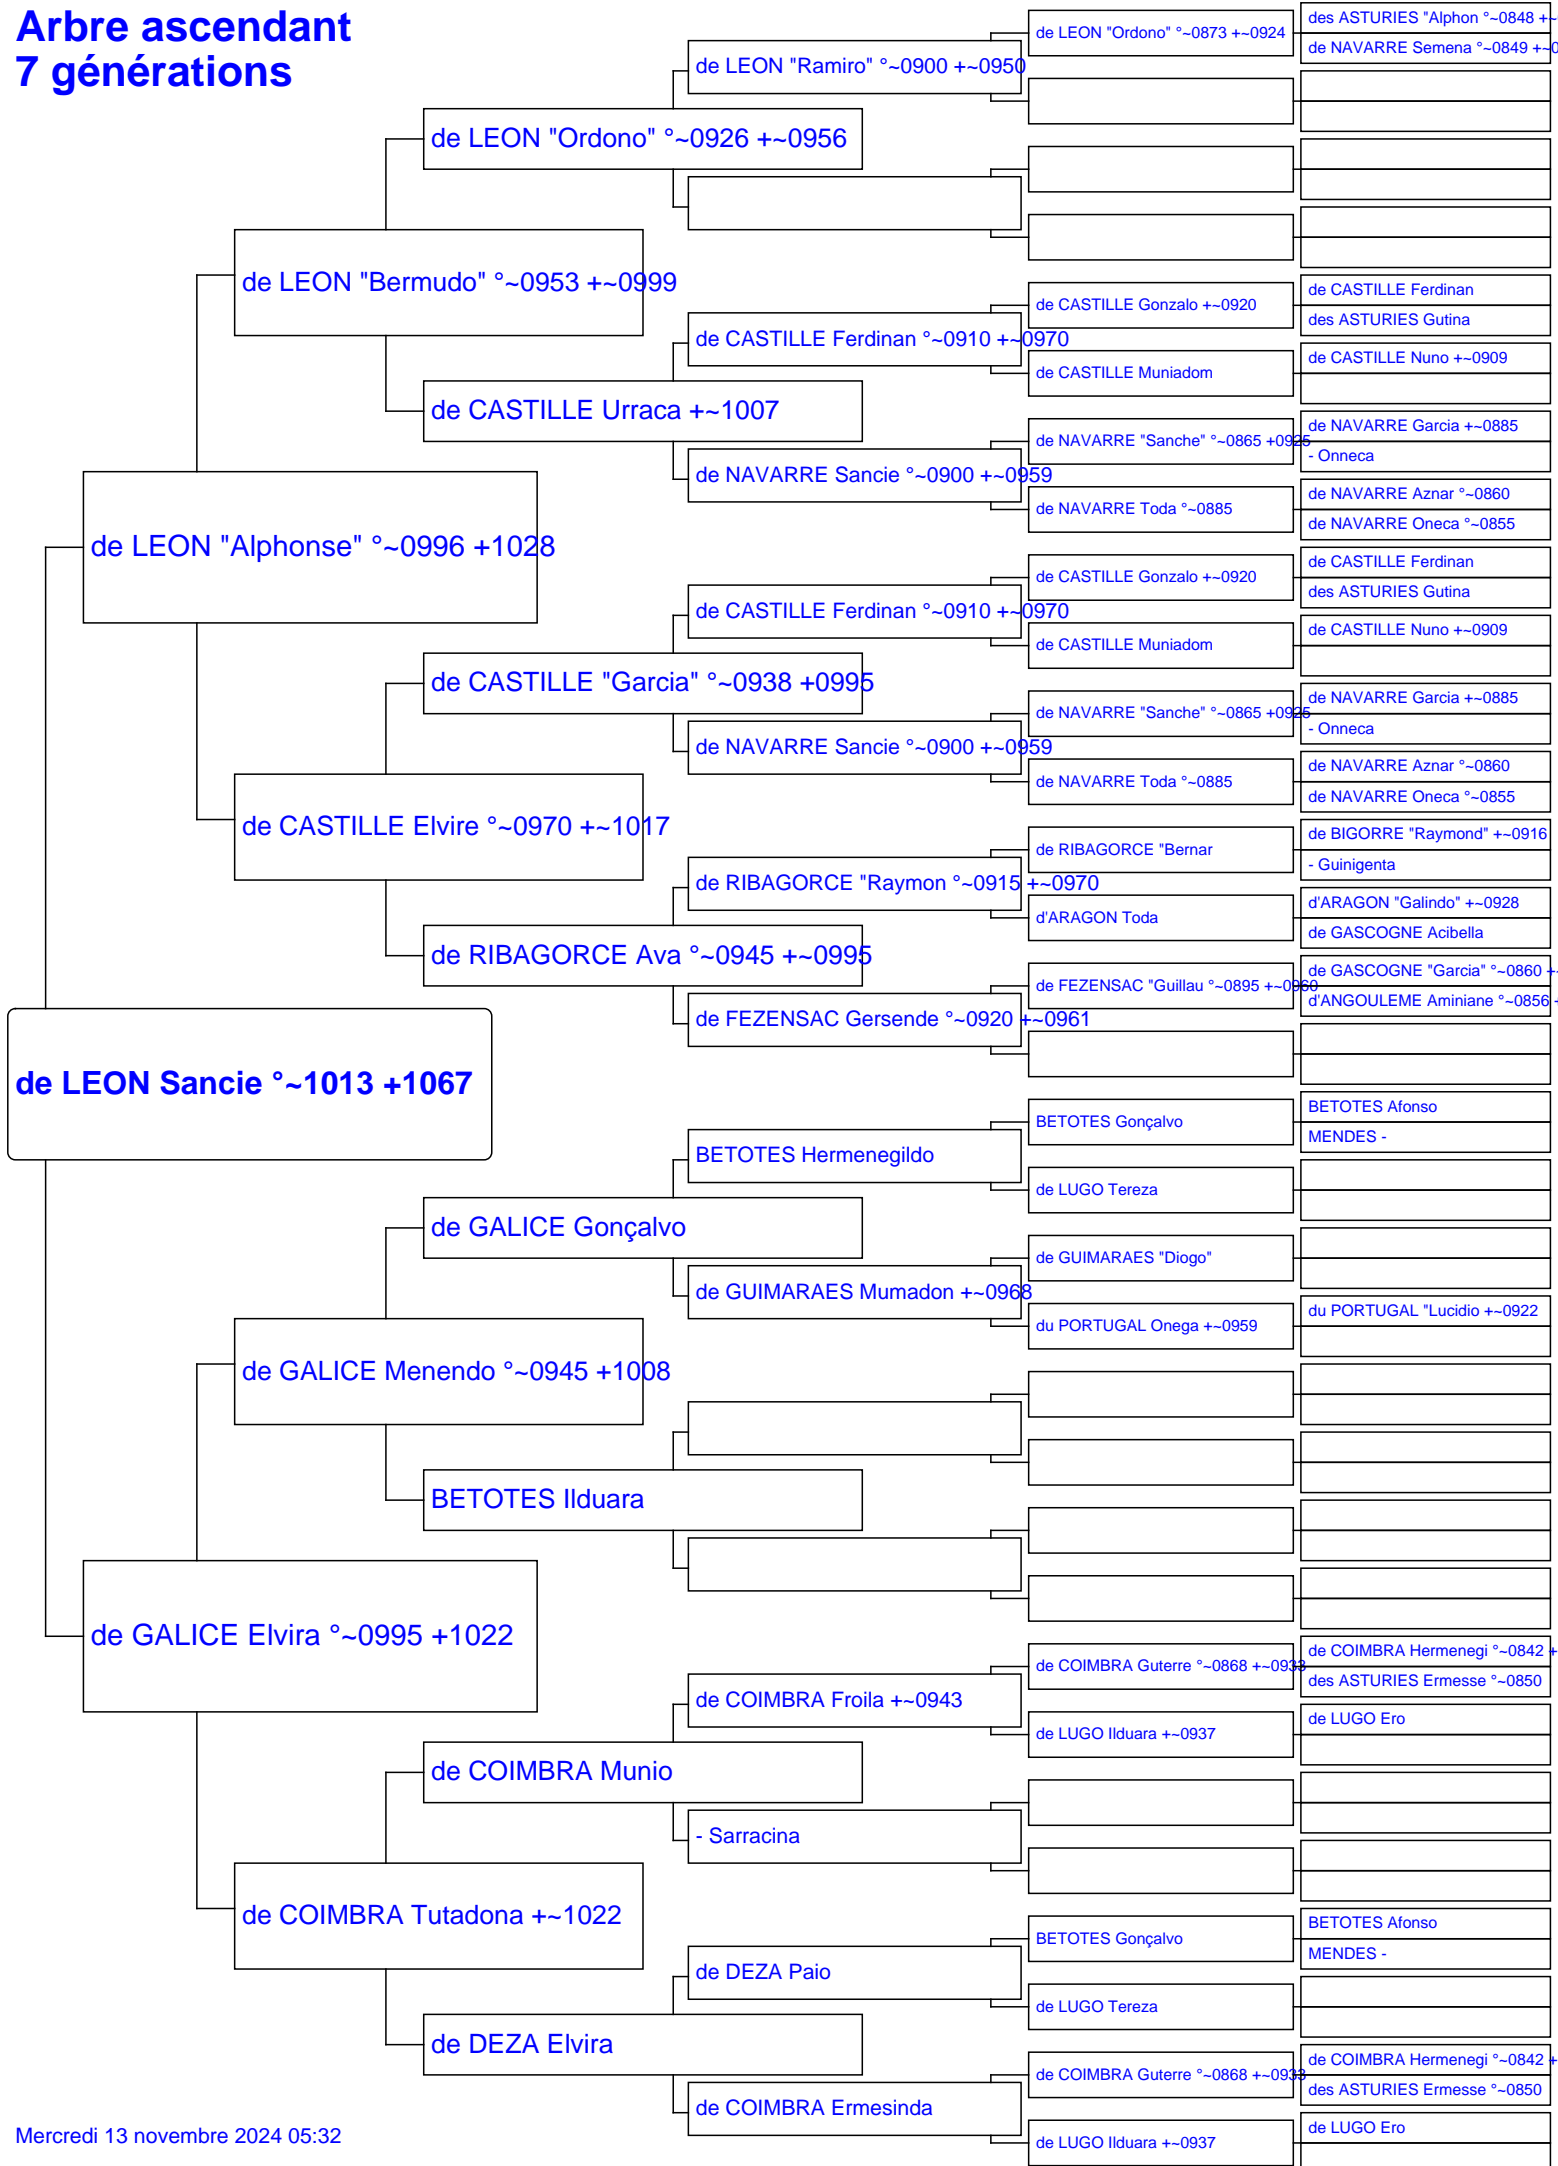 Arbre ascendant
7 générations
de LEON Sancie °~1013 +1067
de LEON "Alphonse" °~0996 +1028
de GALICE Elvira °~0995 +1022
de LEON "Bermudo" °~0953 +~0999
de CASTILLE Elvire °~0970 +~1017
de GALICE Menendo °~0945 +1008
de COIMBRA Tutadona +~1022
de LEON "Ordono" °~0926 +~0956
de CASTILLE Urraca +~1007
de CASTILLE "Garcia" °~0938 +0995
de RIBAGORCE Ava °~0945 +~0995
de GALICE Gonçalvo
BETOTES Ilduara
de COIMBRA Munio
de DEZA Elvira
de LEON "Ramiro" °~0900 +~0950
de CASTILLE Ferdinan °~0910 +~0970
de NAVARRE Sancie °~0900 +~0959
de CASTILLE Ferdinan °~0910 +~0970
de NAVARRE Sancie °~0900 +~0959
de RIBAGORCE "Raymon °~0915 +~0970
de FEZENSAC Gersende °~0920 +~0961
BETOTES Hermenegildo
de GUIMARAES Mumadon +~0968
de COIMBRA Froila +~0943
- Sarracina
de DEZA Paio
de COIMBRA Ermesinda
de LEON "Ordono" °~0873 +~0924
de CASTILLE Gonzalo +~0920
de CASTILLE Muniadom
de NAVARRE "Sanche" °~0865 +0925
de NAVARRE Toda °~0885
de CASTILLE Gonzalo +~0920
de CASTILLE Muniadom
de NAVARRE "Sanche" °~0865 +0925
de NAVARRE Toda °~0885
de RIBAGORCE "Bernar
d'ARAGON Toda
de FEZENSAC "Guillau °~0895 +~0960
BETOTES Gonçalvo
de LUGO Tereza
de GUIMARAES "Diogo"
du PORTUGAL Onega +~0959
de COIMBRA Guterre °~0868 +~0933
de LUGO Ilduara +~0937
BETOTES Gonçalvo
de LUGO Tereza
de COIMBRA Guterre °~0868 +~0933
de LUGO Ilduara +~0937
des ASTURIES "Alphon °~0848 +~
de NAVARRE Semena °~0849 +~0
de CASTILLE Ferdinan
des ASTURIES Gutina
de CASTILLE Nuno +~0909
de NAVARRE Garcia +~0885
- Onneca
de NAVARRE Aznar °~0860
de NAVARRE Oneca °~0855
de CASTILLE Ferdinan
des ASTURIES Gutina
de CASTILLE Nuno +~0909
de NAVARRE Garcia +~0885
- Onneca
de NAVARRE Aznar °~0860
de NAVARRE Oneca °~0855
de BIGORRE "Raymond" +~0916
- Guinigenta
d'ARAGON "Galindo" +~0928
de GASCOGNE Acibella
de GASCOGNE "Garcia" °~0860 +~
d'ANGOULEME Aminiane °~0856 +
BETOTES Afonso
MENDES -
du PORTUGAL "Lucidio +~0922
de COIMBRA Hermenegi °~0842 +
des ASTURIES Ermesse °~0850
de LUGO Ero
BETOTES Afonso
MENDES -
de COIMBRA Hermenegi °~0842 +
des ASTURIES Ermesse °~0850
de LUGO Ero
Mercredi 13 novembre 2024 05:32